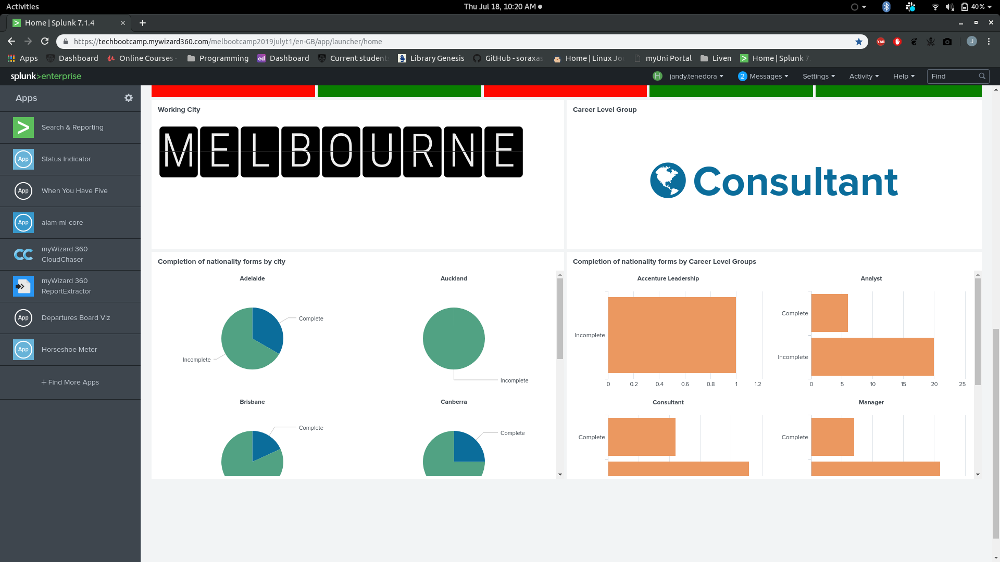 Activities
Thu Jul 18, 10:20 AM
40%
Home | Splunk 7.1.4
https://techbootcamp.mywizard360.com/melbootcamp2019julyt1/en-GB/app/launcher/home
YAB
J
Apps
Dashboard
Online Courses -
Programming
ed Dashboard
Current student
Library Genesis
GitHub - soraxas
Home | Linux Jo
myUni Portal
Liven
Home | Splunk 7.
splunk>enterprise
H jandy.tenedora
2 Messages
Settings
Activity
Help
Find
Apps
Search & Reporting
App Status Indicator
App When You Have Five
App aiam-ml-core
myWizard 360
CloudChaser
myWizard 360
ReportExtractor
App Departures Board Viz
App Horseshoe Meter
+ Find More Apps
Working City
MELBOURNE
Career Level Group
Consultant
Completion of nationality forms by city
Adelaide
Complete
Incomplete
Auckland
Incomplete
Brisbane
Complete
Canberra
Complete
Completion of nationality forms by Career Level Groups
Accenture Leadership
Incomplete
0 0.2 0.4 0.6 0.8 1 1.2
Analyst
Complete
Incomplete
0 5 10 15 20 25
Consultant
Complete
Manager
Complete